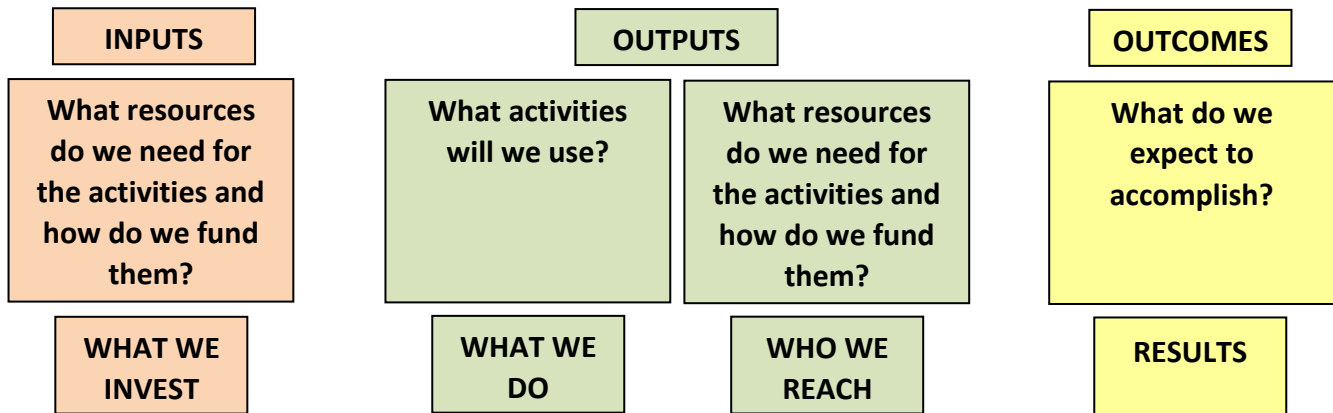 INPUTS
OUTPUTS
OUTCOMES
What resources
do we need for
the activities and
how do we fund
them?
What activities
will we use?
What resources
do we need for
the activities and
how do we fund
them?
What do we
expect to
accomplish?
WHAT WE
INVEST
WHAT WE
DO
WHO WE
REACH
RESULTS